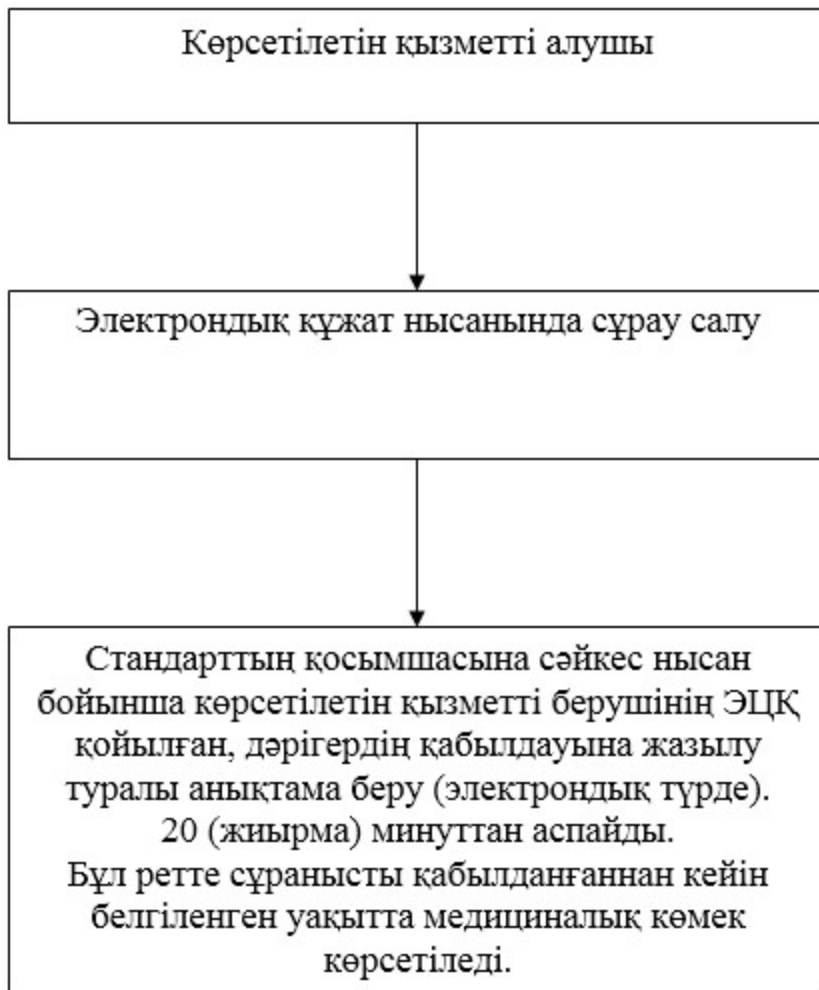 Көрсетілетін қызметті алушы
Электрондық құжат нысанында сұрау салу
Стандарттың қосымшасына сәйкес нысан
бойынша көрсетілетін қызметті берушінің ЭЦҚ
қойылған, дәрігердің қабылдауына жазылу
туралы анықтама беру (электрондық түрде).
20 (жиырма) минуттан аспайды.
Бұл ретте сұранысты қабылданғаннан кейін
белгіленген уақытта медициналық көмек
көрсетіледі.